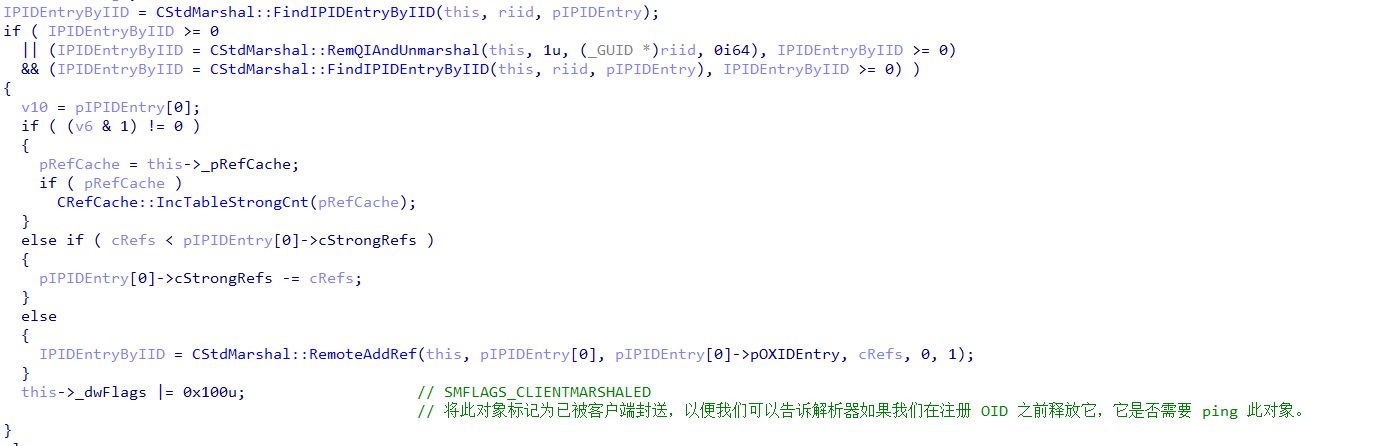 IPIDEntryByIID = CStdMarshal::FindIPIDEntryByIID(this, riid, pIPIDEntry);
if ( IPIDEntryByIID >= 0
|| (IPIDEntryByIID = CStdMarshal::RemQIAndUnmarshal(this, 1u, (_GUID *)riid, 0i64), IPIDEntryByIID >= 0)
&& (IPIDEntryByIID = CStdMarshal::FindIPIDEntryByIID(this, riid, pIPIDEntry), IPIDEntryByIID >= 0) )
{
v10 = pIPIDEntry[0];
if ( (v6 & 1) != 0 )
{
pRefCache = this->_pRefCache;
if ( pRefCache )
CRefCache::IncTableStrongCnt(pRefCache);
}
else if ( cRefs < pIPIDEntry[0]->cStrongRefs )
{
pIPIDEntry[0]->cStrongRefs -= cRefs;
}
else
{
IPIDEntryByIID = CStdMarshal::RemoteAddRef(this, pIPIDEntry[0], pIPIDEntry[0]->pOXIDEntry, cRefs, 0, 1);
}
this->_dwFlags |= 0x100u; // SMFLAGS_CLIENTMARSHALED
// 将此对象标记为已被客户端封送，以便我们可以告诉解析器如果我们在注册 OID 之前释放它，它是否需要 ping 此对象。
}